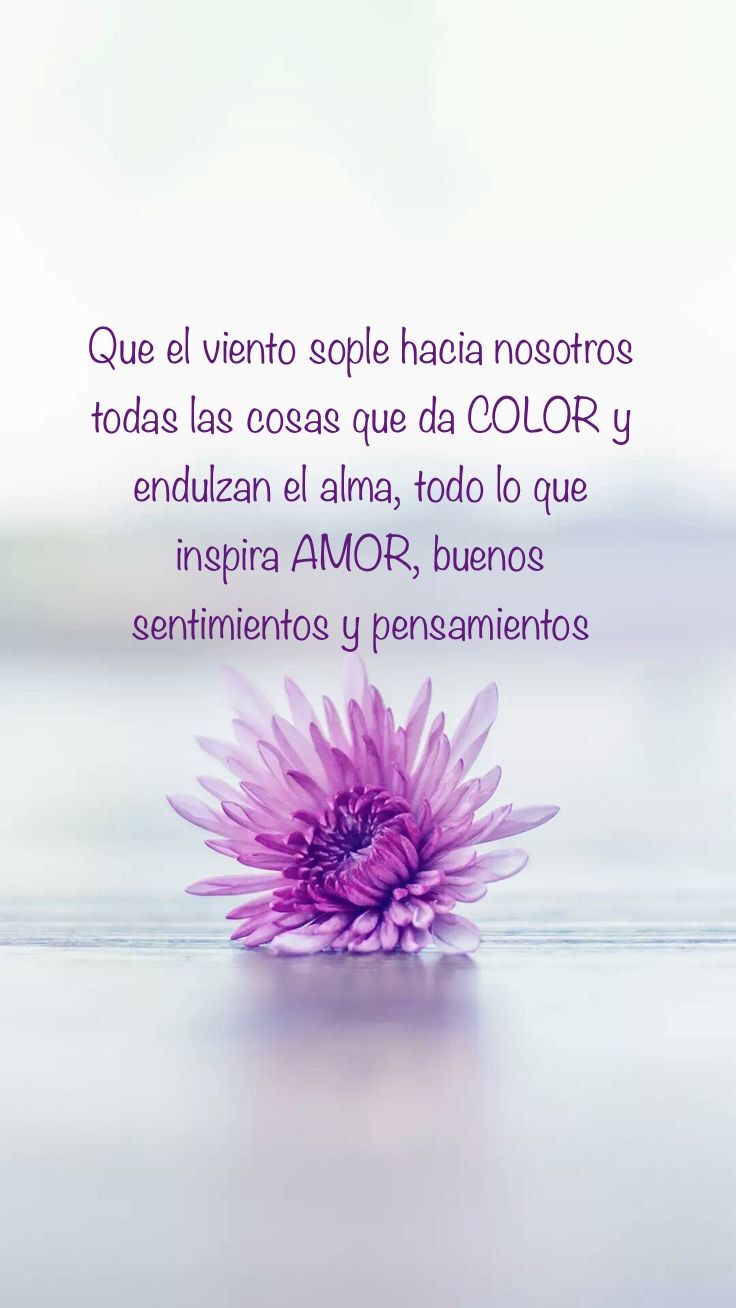 Que el viento sople hacia nosotros
todas las cosas que da COLOR y
endulzan el alma, todo lo que
inspira AMOR, buenos
sentimientos y pensamientos